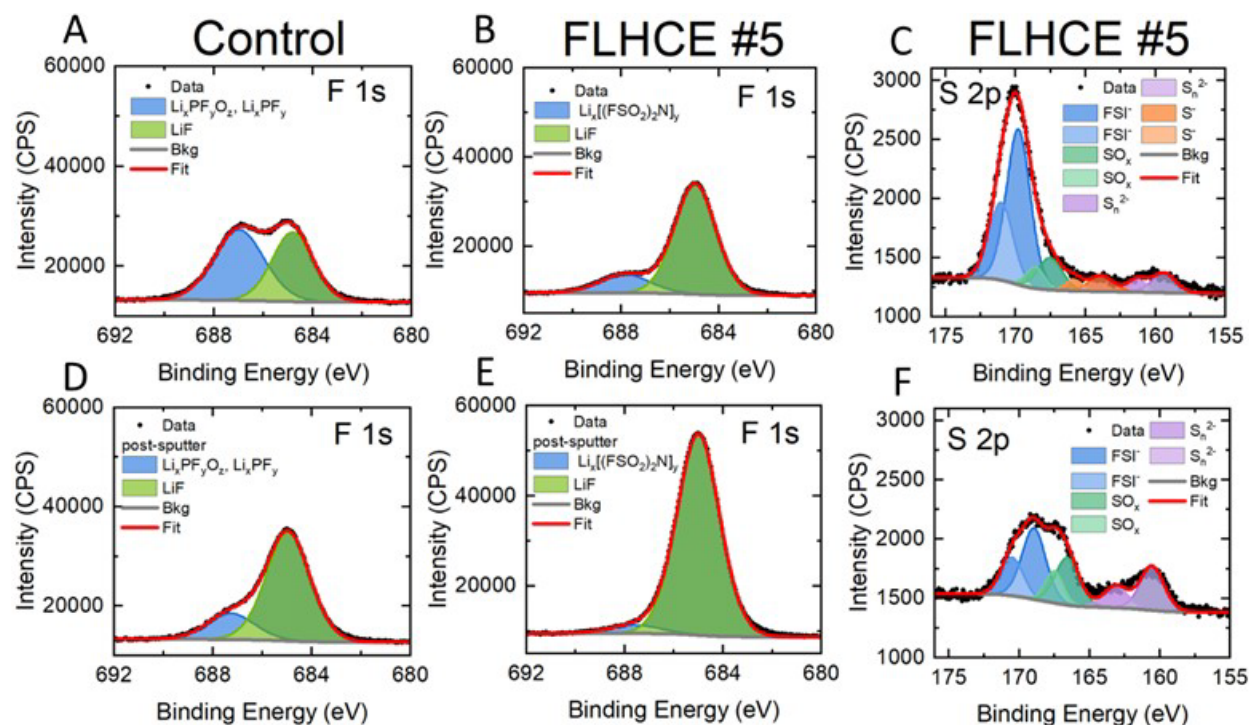 A Control
B FLHCE #5
C FLHCE #5
60000
40000
20000
Intensity (CPS)
F 1s
Data
LiₓPFᵧO_z, LiₓPFᵧ
LiF
Bkg
Fit
692 688 684 680
Binding Energy (eV)
60000
40000
20000
Intensity (CPS)
F 1s
Data
Liₓ[(FSO₂)₂N]ᵧ
LiF
Bkg
Fit
692 688 684 680
Binding Energy (eV)
3000
2500
2000
1500
1000
Intensity (CPS)
S 2p
Data
FSI⁻
FSI⁻
SOₓ
SOₓ
Sₙ²⁻
Sₙ²⁻
S⁻
S⁻
Bkg
Fit
175 170 165 160 155
Binding Energy (eV)
D
60000
40000
20000
Intensity (CPS)
F 1s
Data
post-sputter
LiₓPFᵧO_z, LiₓPFᵧ
LiF
Bkg
Fit
692 688 684 680
Binding Energy (eV)
E
60000
40000
20000
Intensity (CPS)
F 1s
Data
post-sputter
Liₓ[(FSO₂)₂N]ᵧ
LiF
Bkg
Fit
692 688 684 680
Binding Energy (eV)
F
3000
2500
2000
1500
1000
Intensity (CPS)
S 2p
Data
FSI⁻
FSI⁻
SOₓ
SOₓ
Sₙ²⁻
Sₙ²⁻
Bkg
Fit
175 170 165 160 155
Binding Energy (eV)